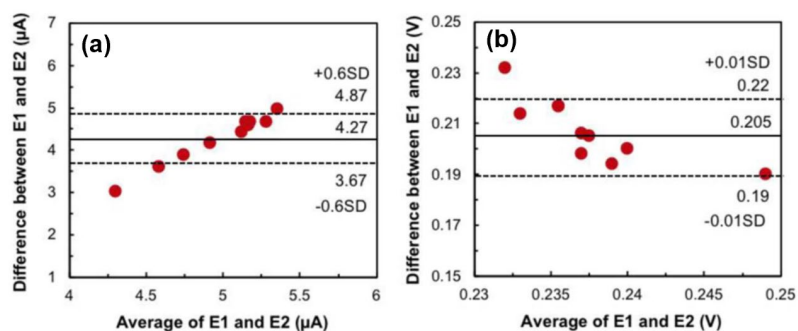 (a)
Difference between E1 and E2 (µA)
7
6
5
4
3
2
1
+0.6SD
4.87
4.27
3.67
-0.6SD
4
4.5
5
5.5
6
Average of E1 and E2 (µA)
(b)
Difference between E1 and E2 (V)
0.25
0.23
0.21
0.19
0.17
0.15
+0.01SD
0.22
0.205
0.19
-0.01SD
0.23
0.235
0.24
0.245
0.25
Average of E1 and E2 (V)